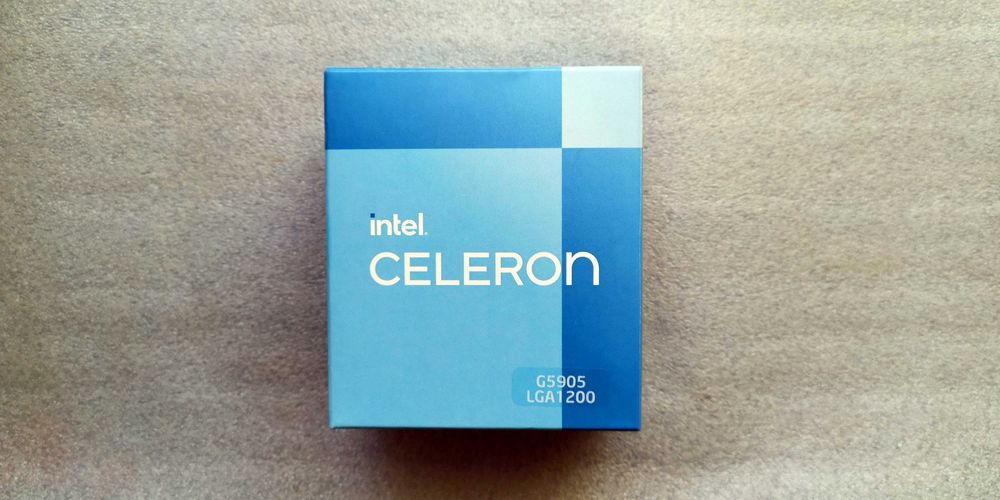 intel.
CELERON
G5905
LGA1200